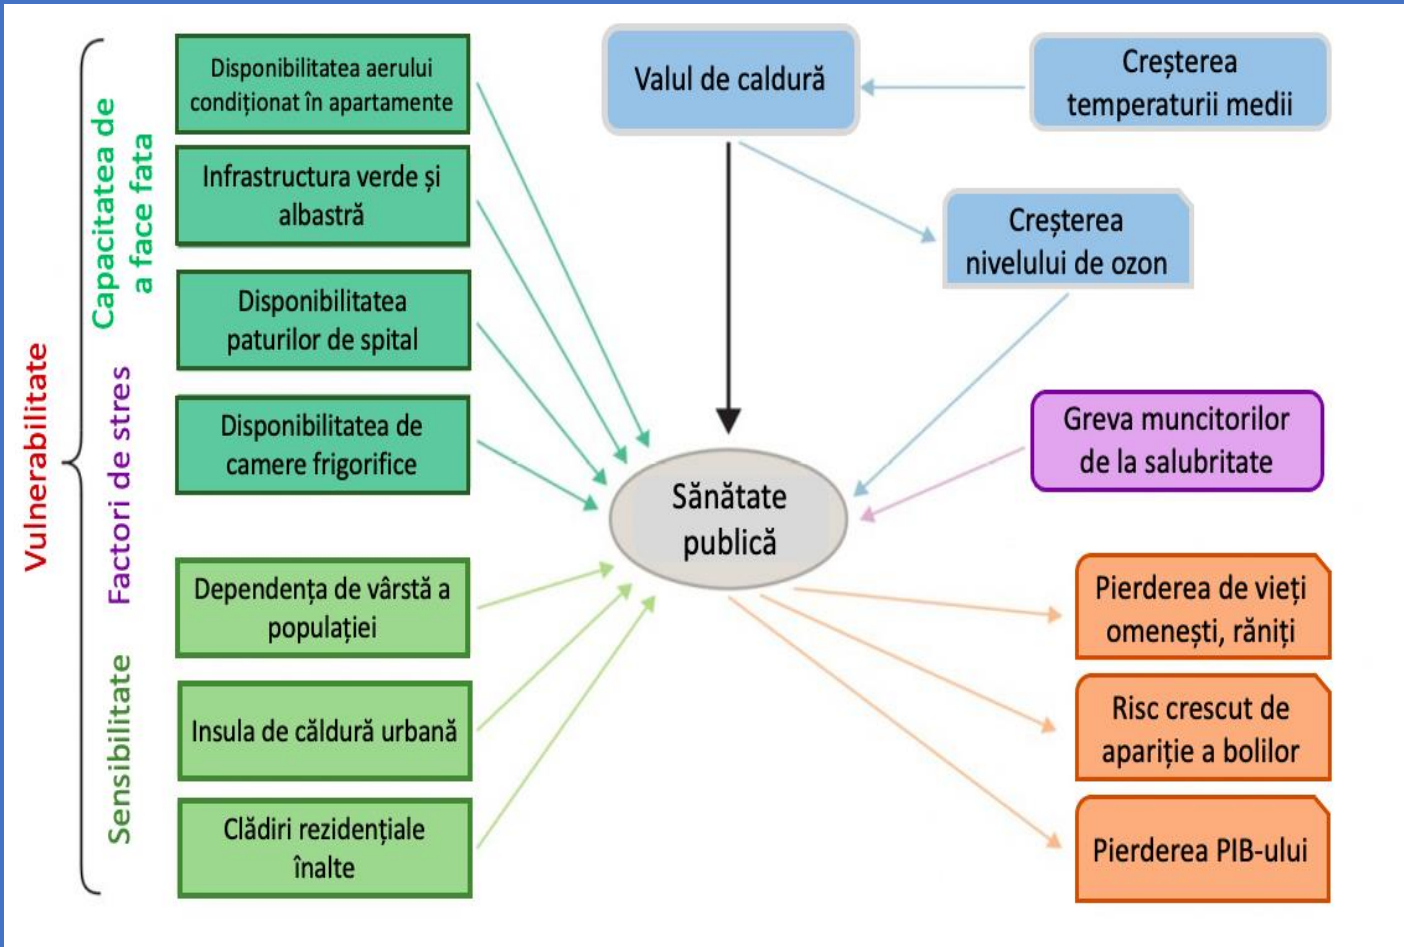 Vulnerabilitate
Capacitatea de
a face fata
Factori de stres
Sensibilitate
Disponibilitatea aerului
condiționat în apartamente
Infrastructura verde și
albastră
Disponibilitatea
paturilor de spital
Disponibilitatea de
camere frigorifice
Dependența de vârstă a
populației
Insula de căldură urbană
Clădiri rezidențiale
înalte
Valul de caldură
Creșterea
temperaturii medii
Creșterea
nivelului de ozon
Greva muncitorilor
de la salubritate
Sănătate
publică
Pierderea de vieți
omenești, răniți
Risc crescut de
apariție a bolilor
Pierderea PIB-ului